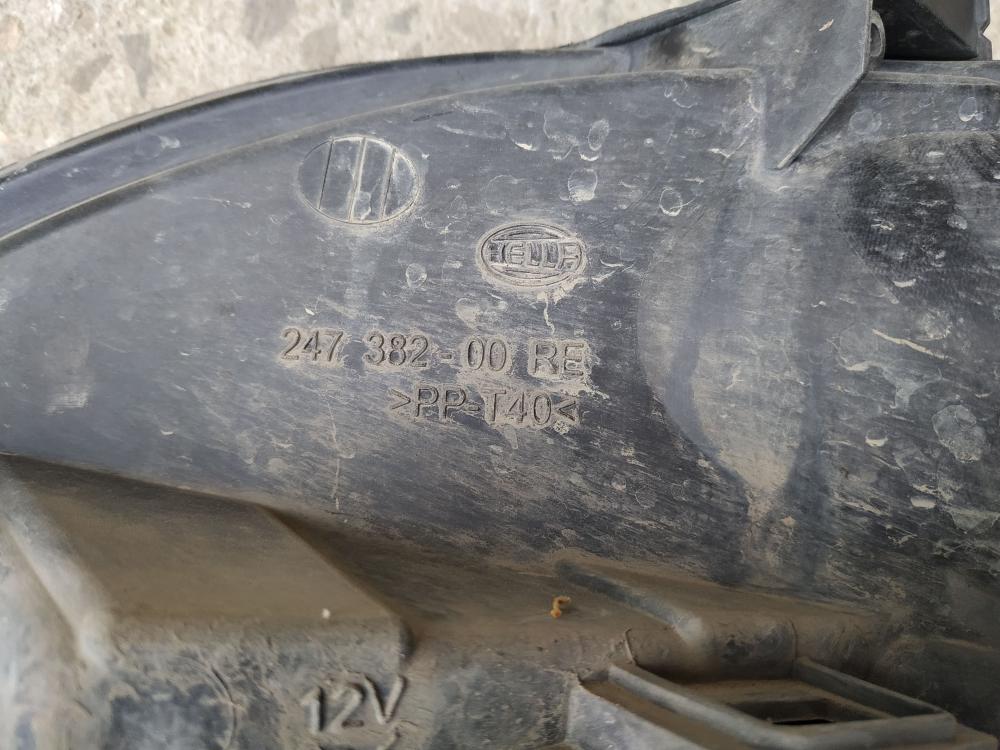 HELLA
247 382-00 RE
>PP-T40<
12V